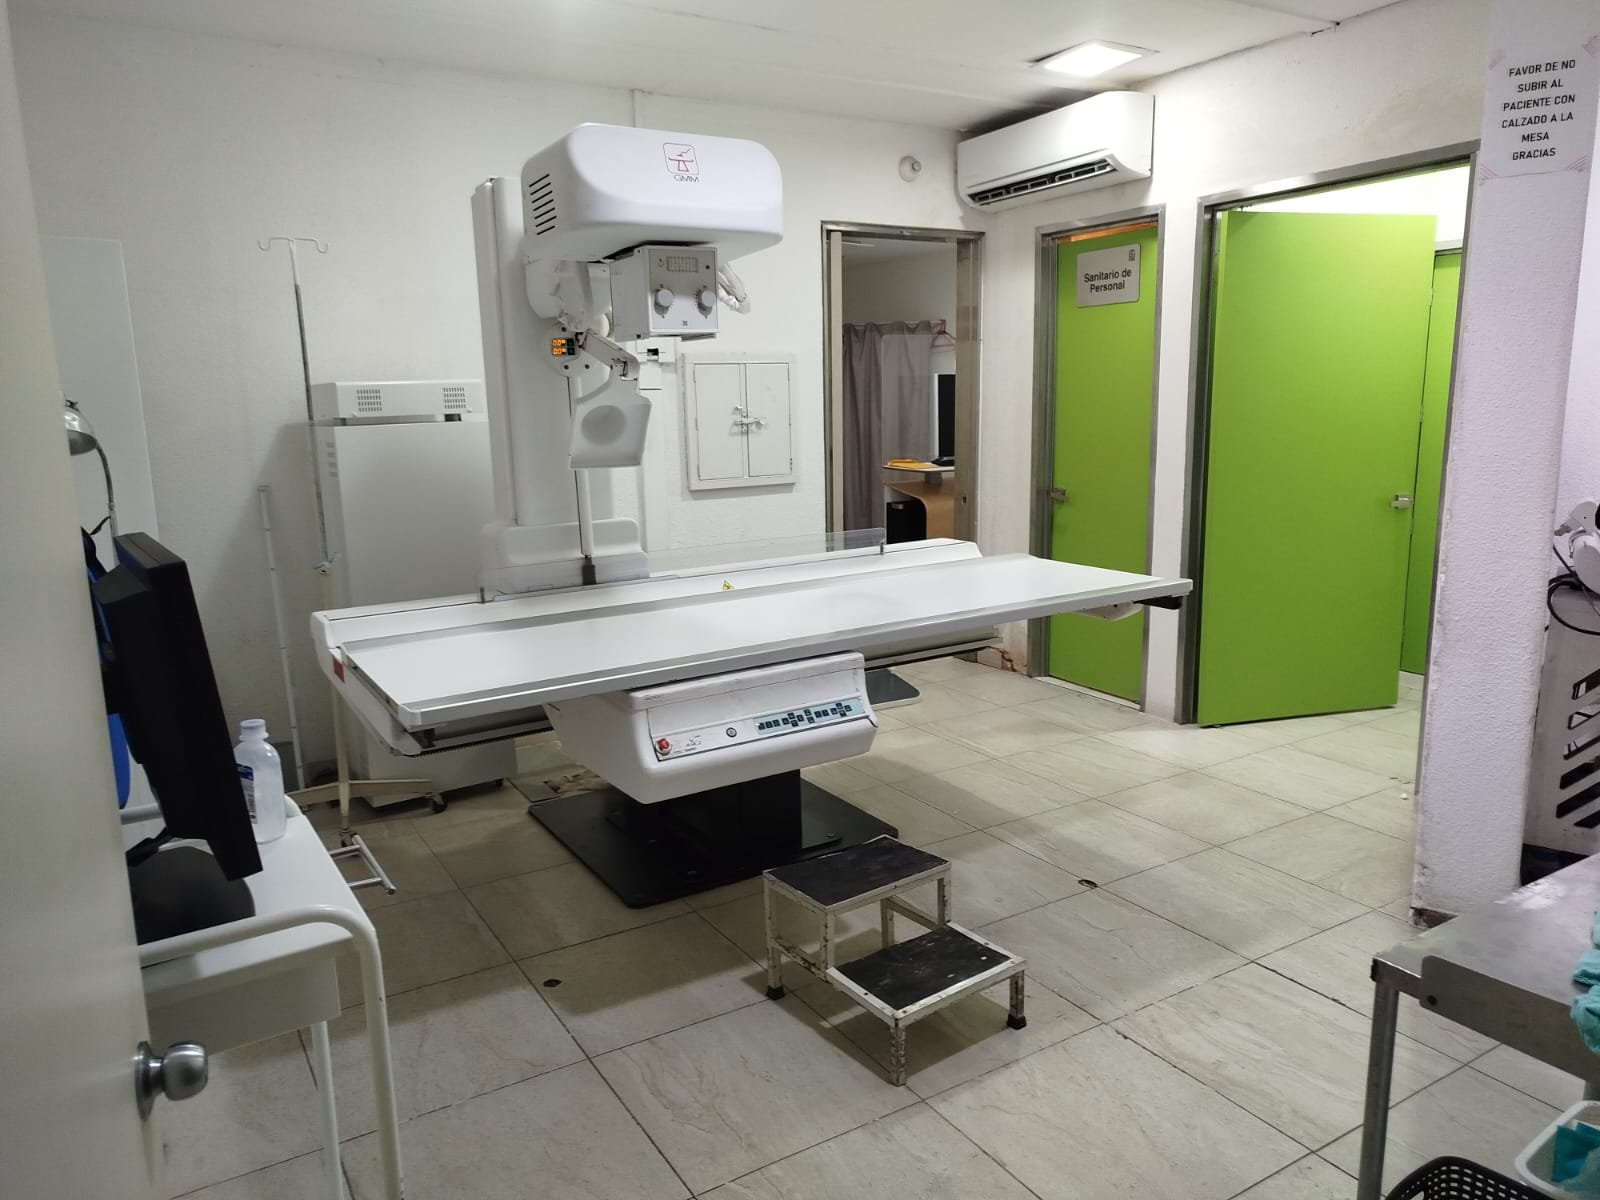 FAVOR DE NO
SUBIR AL
PACIENTE CON
CALZADO A LA
MESA
GRACIAS
GMM
Sanitario de
Personal